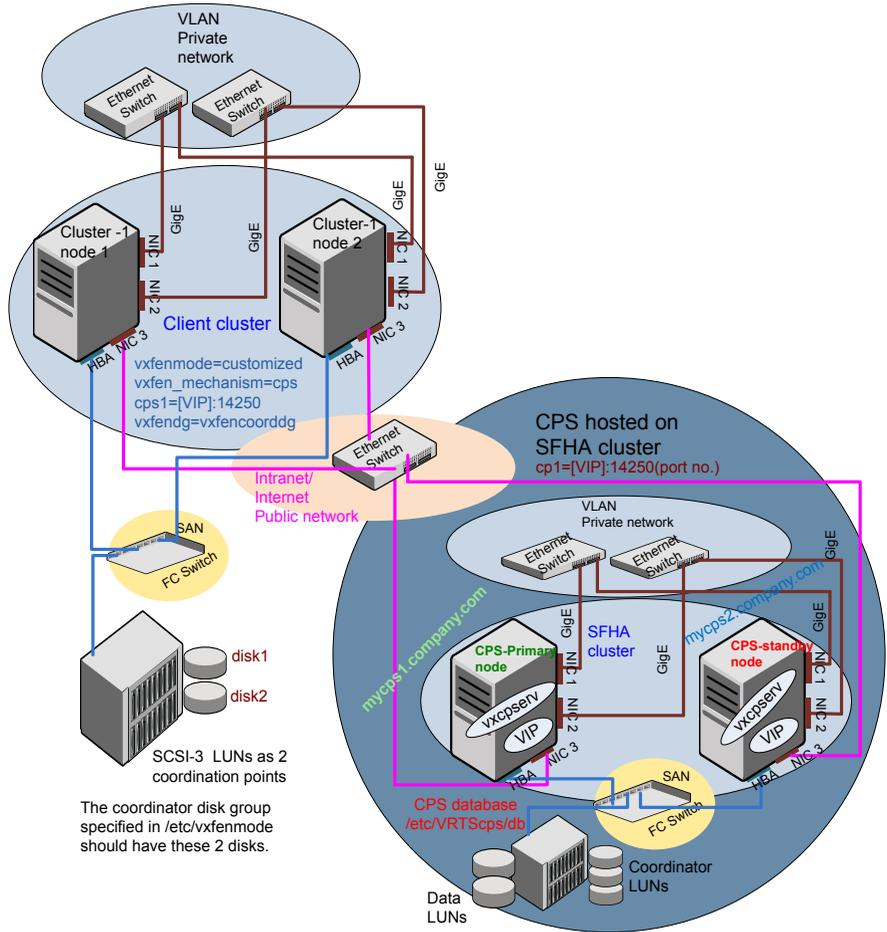 VLAN
Private
network
Ethernet
Switch
Ethernet
Switch
GigE
GigE
GigE
GigE
Cluster -1
node 1
NIC 1
NIC 2
HBA
NIC 3
Cluster-1
node 2
NIC 1
NIC 2
HBA
NIC 3
Client cluster
vxfenmode=customized
vxfen_mechanism=cps
cps1=[VIP]:14250
vxfendg=vxfencoorddg
Ethernet
Switch
Intranet/
Internet
Public network
SAN
FC Switch
disk1
disk2
SCSI-3 LUNs as 2
coordination points
The coordinator disk group
specified in /etc/vxfenmode
should have these 2 disks.
CPS hosted on
SFHA cluster
cp1=[VIP]:14250(port no.)
VLAN
Private network
Ethernet
Switch
Ethernet
Switch
GigE
GigE
GigE
GigE
mycps1.company.com
mycps2.company.com
SFHA
cluster
CPS-Primary
node
NIC 1
NIC 2
vxcpserv
VIP
HBA
NIC 3
CPS-standby
node
NIC 1
NIC 2
vxcpserv
VIP
HBA
NIC 3
SAN
FC Switch
CPS database
/etc/VRTScps/db
Data
LUNs
Coordinator
LUNs